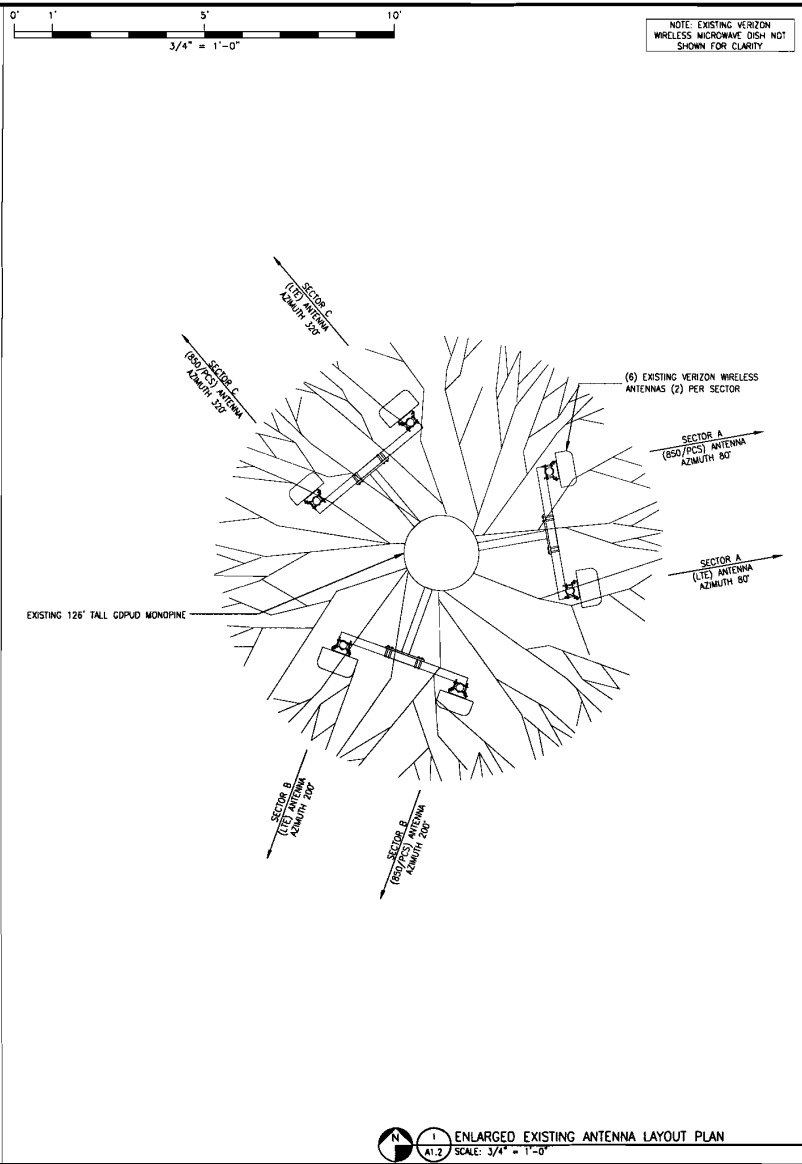 0' 1' 5' 10'
3/4" = 1'-0"
NOTE: EXISTING VERIZON
WIRELESS MICROWAVE DISH NOT
SHOWN FOR CLARITY
SECTOR C
(LTE) ANTENNA
AZIMUTH 320°
SECTOR C
(850/PCS) ANTENNA
AZIMUTH 320°
(6) EXISTING VERIZON WIRELESS
ANTENNAS (2) PER SECTOR
SECTOR A
(850/PCS) ANTENNA
AZIMUTH 80°
SECTOR A
(LTE) ANTENNA
AZIMUTH 80°
EXISTING 126' TALL GDPUD MONOPINE
SECTOR B
(LTE) ANTENNA
AZIMUTH 200°
SECTOR B
(850/PCS) ANTENNA
AZIMUTH 200°
N
1
A1.2
ENLARGED EXISTING ANTENNA LAYOUT PLAN
SCALE: 3/4" = 1'-0"